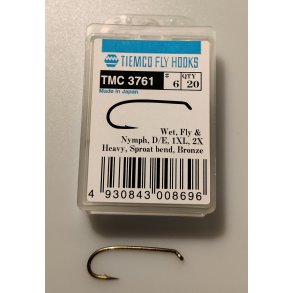 TIEMCO FLY HOOKS
TMC 3761
Made in Japan
# 6
QTY 20
Wet, Fly &
Nymph, D/E, 1XL, 2X
Heavy, Sproat bend, Bronze
4 930843 008696